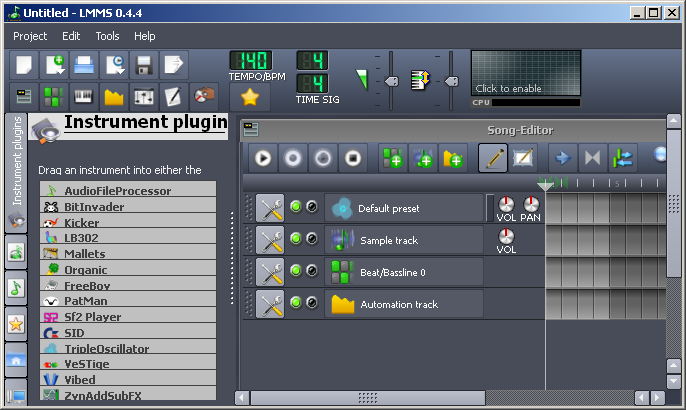 Untitled - LMMS 0.4.4
Project Edit Tools Help
140
TEMPO/BPM
4
4
TIME SIG
Click to enable
CPU
Instrument plugins
Instrument plugin
Drag an instrument into either the
AudioFileProcessor
BitInvader
Kicker
LB302
Mallets
Organic
FreeBoy
PatMan
Sf2 Player
SID
TripleOscillator
VeSTige
Vibed
ZynAddSubFX
Song-Editor
5
Default preset
VOL PAN
Sample track
VOL
Beat/Bassline 0
Automation track